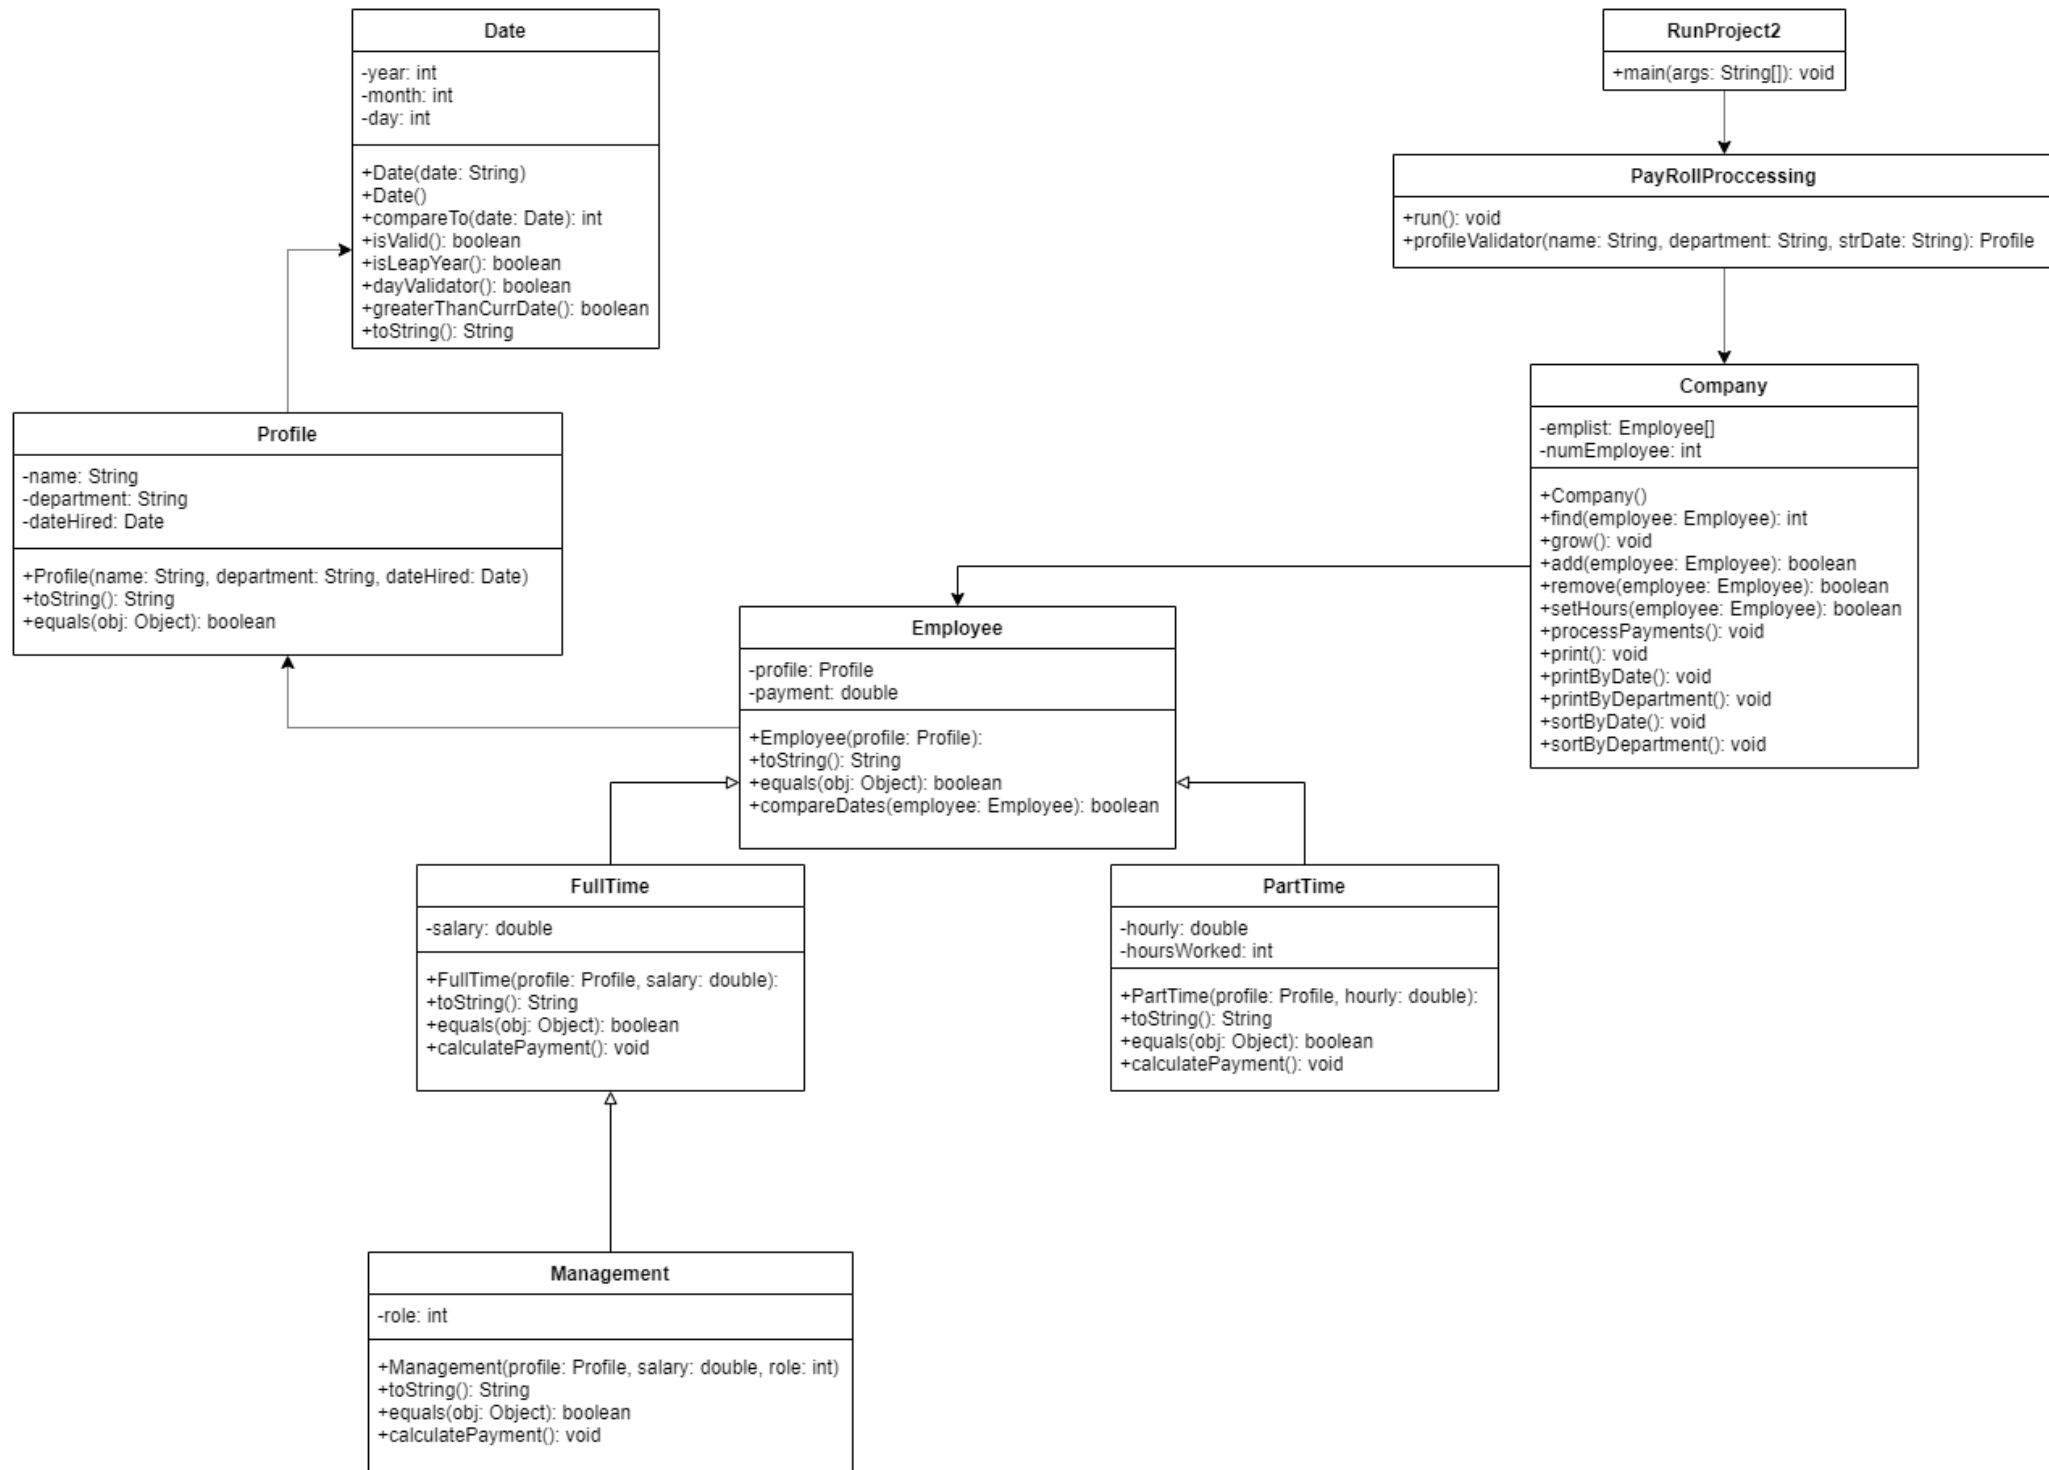 Date
-year: int
-month: int
-day: int
+Date(date: String)
+Date()
+compareTo(date: Date): int
+isValid(): boolean
+isLeapYear(): boolean
+dayValidator(): boolean
+greaterThanCurrDate(): boolean
+toString(): String
RunProject2
+main(args: String[]): void
PayRollProccessing
+run(): void
+profileValidator(name: String, department: String, strDate: String): Profile
Company
-emplist: Employee[]
-numEmployee: int
+Company()
+find(employee: Employee): int
+grow(): void
+add(employee: Employee): boolean
+remove(employee: Employee): boolean
+setHours(employee: Employee): boolean
+processPayments(): void
+print(): void
+printByDate(): void
+printByDepartment(): void
+sortByDate(): void
+sortByDepartment(): void
Profile
-name: String
-department: String
-dateHired: Date
+Profile(name: String, department: String, dateHired: Date)
+toString(): String
+equals(obj: Object): boolean
Employee
-profile: Profile
-payment: double
+Employee(profile: Profile):
+toString(): String
+equals(obj: Object): boolean
+compareDates(employee: Employee): boolean
FullTime
-salary: double
+FullTime(profile: Profile, salary: double):
+toString(): String
+equals(obj: Object): boolean
+calculatePayment(): void
PartTime
-hourly: double
-hoursWorked: int
+PartTime(profile: Profile, hourly: double):
+toString(): String
+equals(obj: Object): boolean
+calculatePayment(): void
Management
-role: int
+Management(profile: Profile, salary: double, role: int)
+toString(): String
+equals(obj: Object): boolean
+calculatePayment(): void